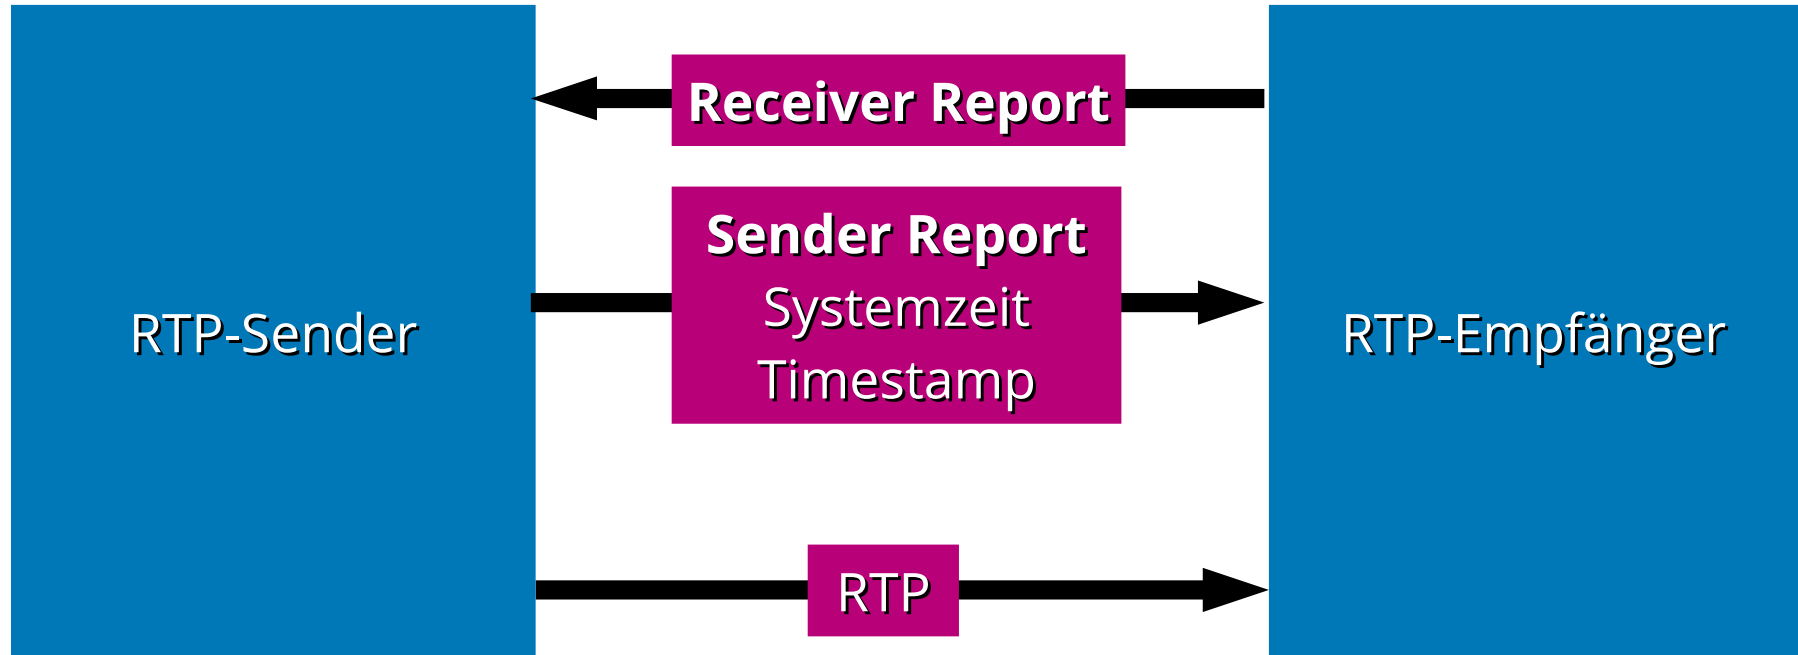 Receiver Report
Sender Report
Systemzeit
Timestamp
RTP-Sender
RTP-Empfänger
RTP